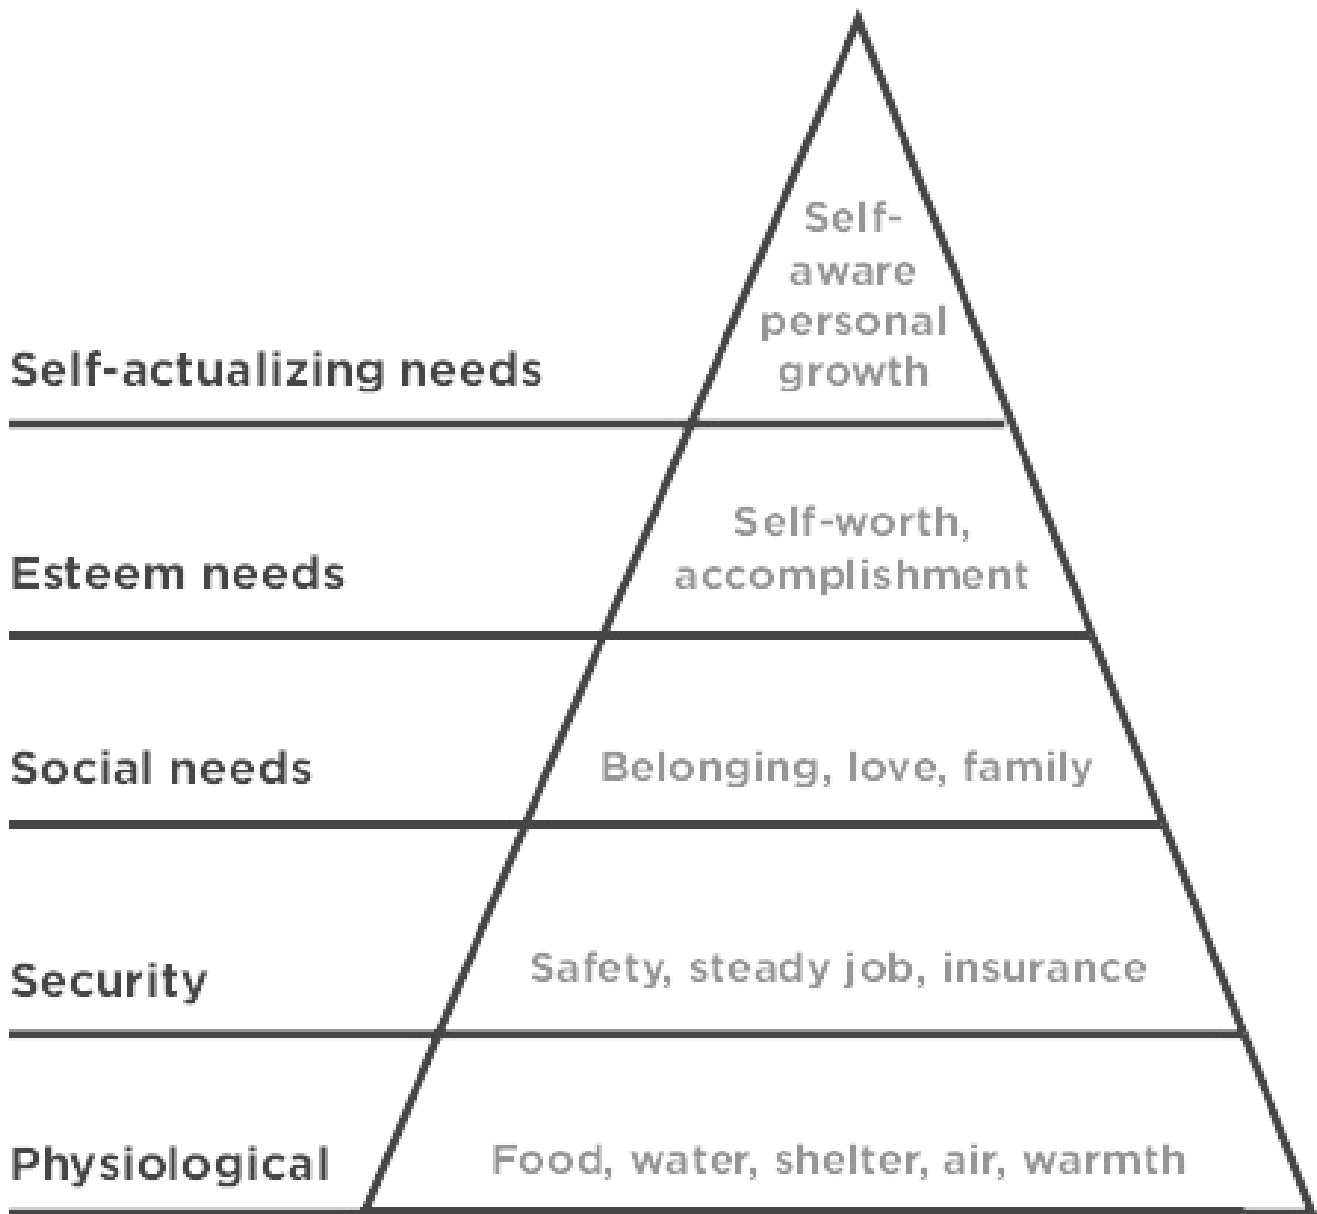 Self-
aware
personal
growth
Self-actualizing needs
Self-worth,
accomplishment
Esteem needs
Social needs
Belonging, love, family
Security
Safety, steady job, insurance
Physiological
Food, water, shelter, air, warmth